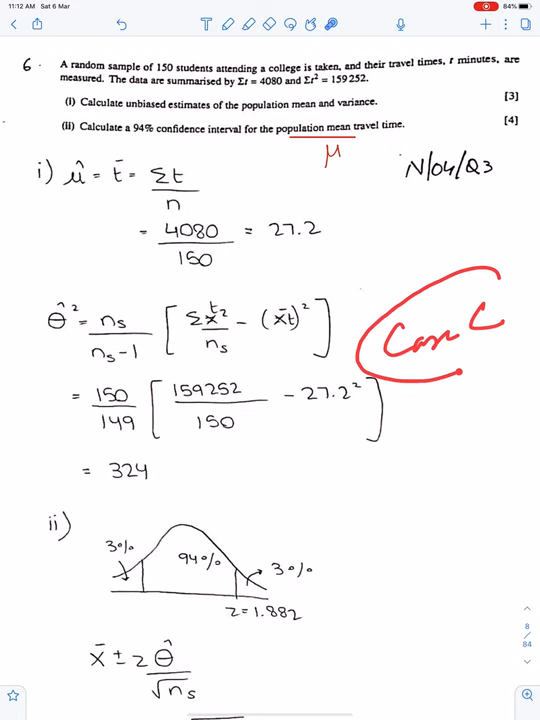 11:12 AM Sat 6 Mar
84%
6.
A random sample of 150 students attending a college is taken, and their travel times, t minutes, are
measured. The data are summarised by Σt = 4080 and Σt² = 159 252.
(i) Calculate unbiased estimates of the population mean and variance. [3]
(ii) Calculate a 94% confidence interval for the population mean travel time. [4]
μ
N/04/Q3
i) μ̂ = t̄ = Σt
n
= 4080 = 27.2
150
Case C
θ̂² = ns [ Σxt² − (x̄t)² ]
ns-1 ns
= 150 [ 159252 − 27.2² ]
149 150
= 324
ii)
3% 94% 3%
z = 1.882
x̄ ± z θ̂
√ns
8
/
84